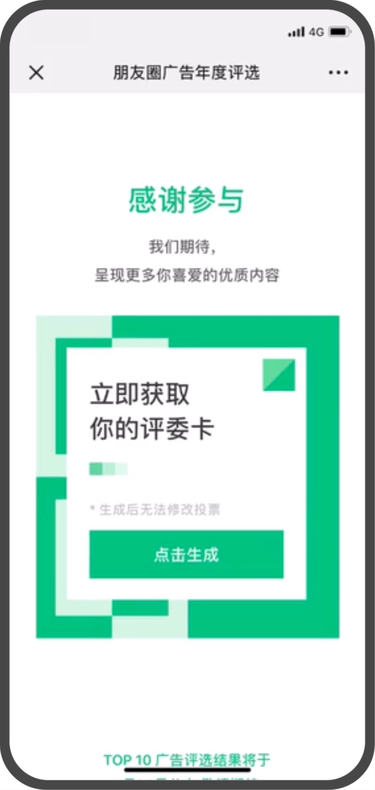 4G
朋友圈广告年度评选
感谢参与
我们期待，
呈现更多你喜爱的优质内容
立即获取
你的评委卡
* 生成后无法修改投票
点击生成
TOP 10 广告评选结果将于